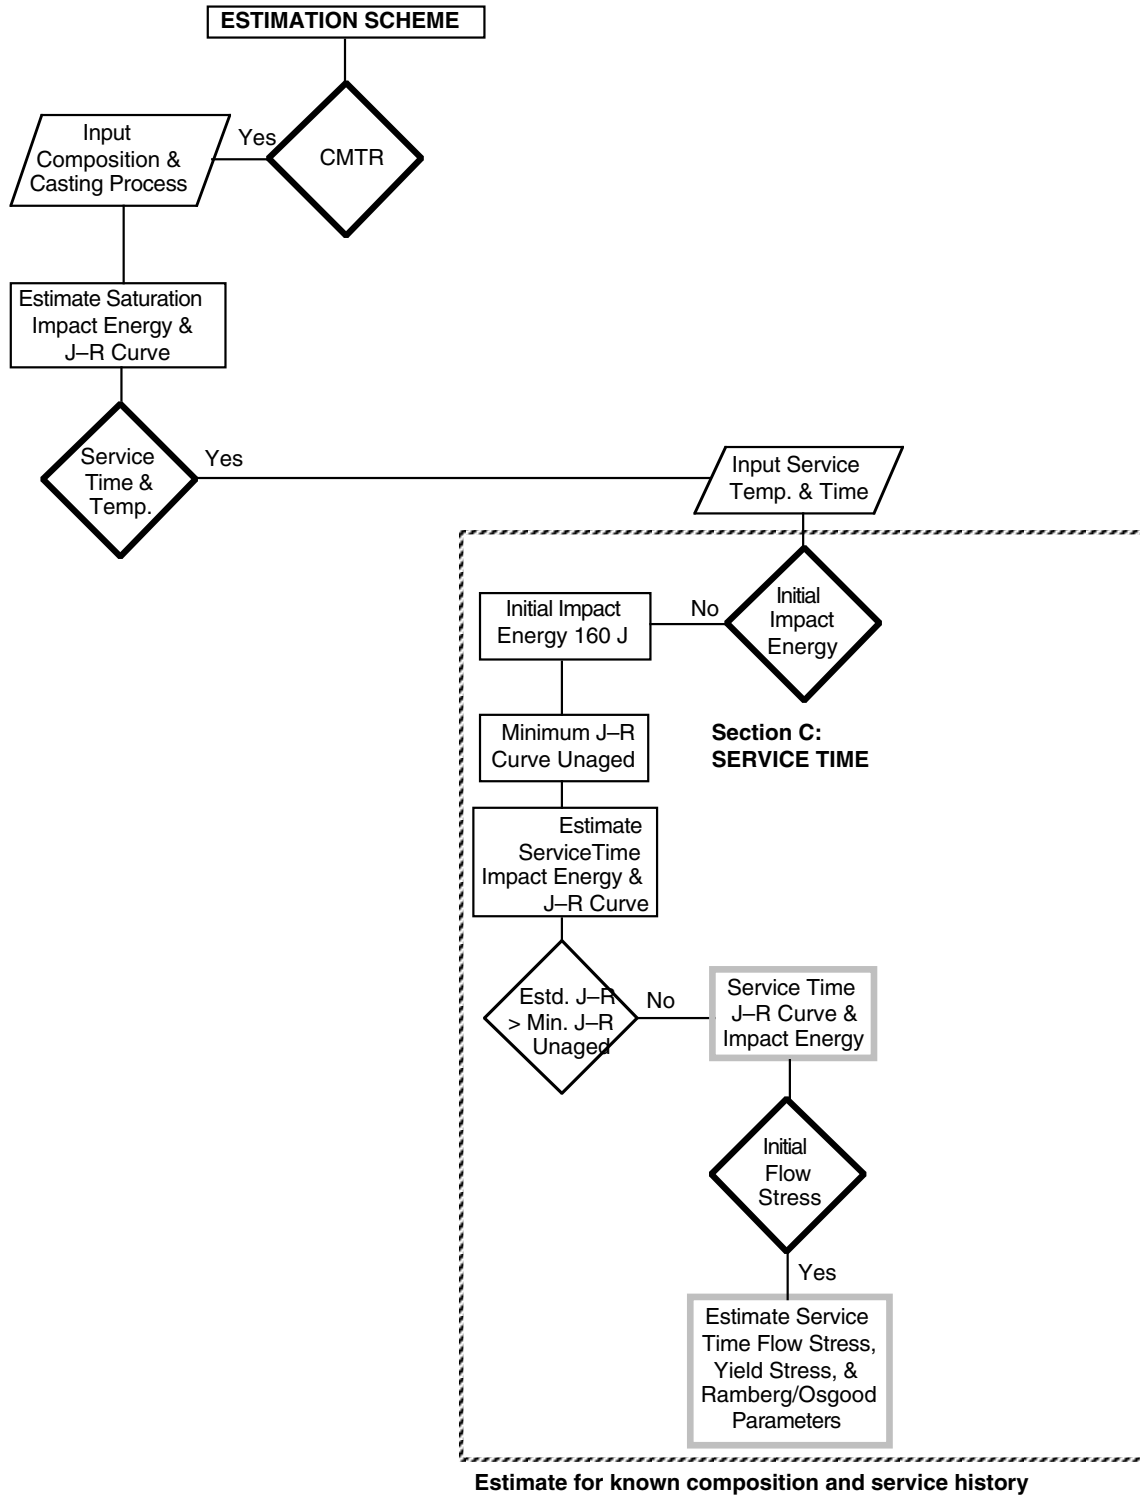 ESTIMATION SCHEME
CMTR
Yes
Input
Composition &
Casting Process
Estimate Saturation
Impact Energy &
J–R Curve
Service
Time &
Temp.
Yes
Input Service
Temp. & Time
Initial
Impact
Energy
No
Initial Impact
Energy 160 J
Section C:
SERVICE TIME
Minimum J–R
Curve Unaged
Estimate
ServiceTime
Impact Energy &
J–R Curve
Estd. J–R
> Min. J–R
Unaged
No
Service Time
J–R Curve &
Impact Energy
Initial
Flow
Stress
Yes
Estimate Service
Time Flow Stress,
Yield Stress, &
Ramberg/Osgood
Parameters
Estimate for known composition and service history